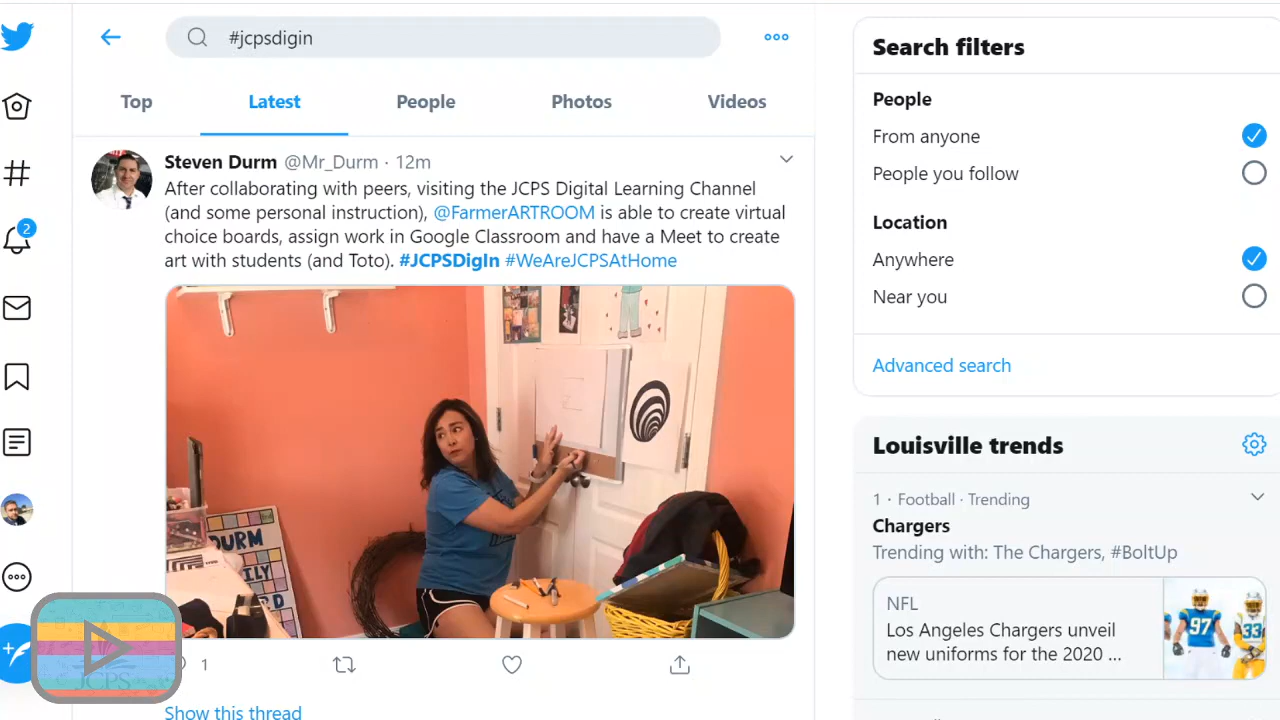 #jcpsdigin
Top Latest People Photos Videos
Steven Durm @Mr_Durm · 12m
After collaborating with peers, visiting the JCPS Digital Learning Channel
(and some personal instruction), @FarmerARTROOM is able to create virtual
choice boards, assign work in Google Classroom and have a Meet to create
art with students (and Toto). #JCPSDigIn #WeAreJCPSAtHome
DURM
1
Show this thread
2
JCPS
Search filters
People
From anyone
People you follow
Location
Anywhere
Near you
Advanced search
Louisville trends
1 · Football · Trending
Chargers
Trending with: The Chargers, #BoltUp
NFL
Los Angeles Chargers unveil
new uniforms for the 2020 ...
97
33